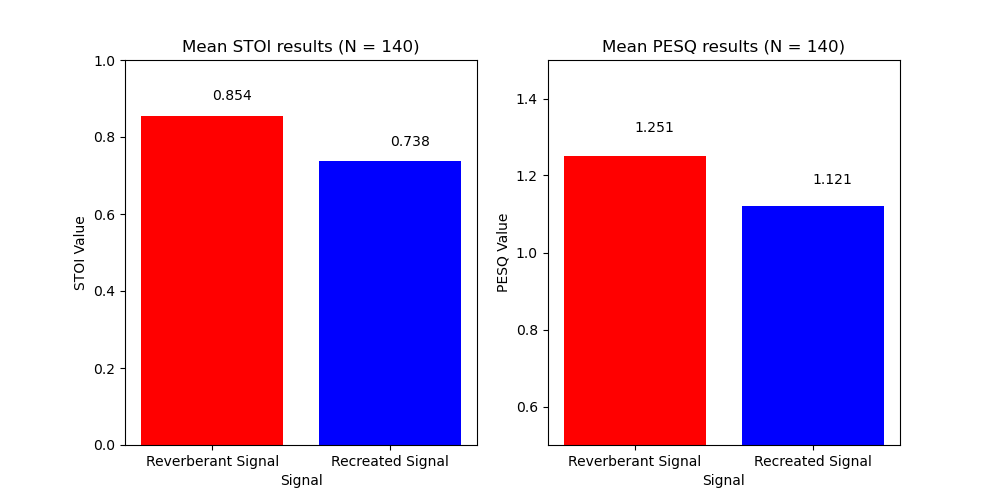 Mean STOI results (N = 140)
1.0
0.8
0.6
0.4
0.2
0.0
STOI Value
0.854
0.738
Reverberant Signal
Recreated Signal
Signal
Mean PESQ results (N = 140)
1.4
1.2
1.0
0.8
0.6
PESQ Value
1.251
1.121
Reverberant Signal
Recreated Signal
Signal